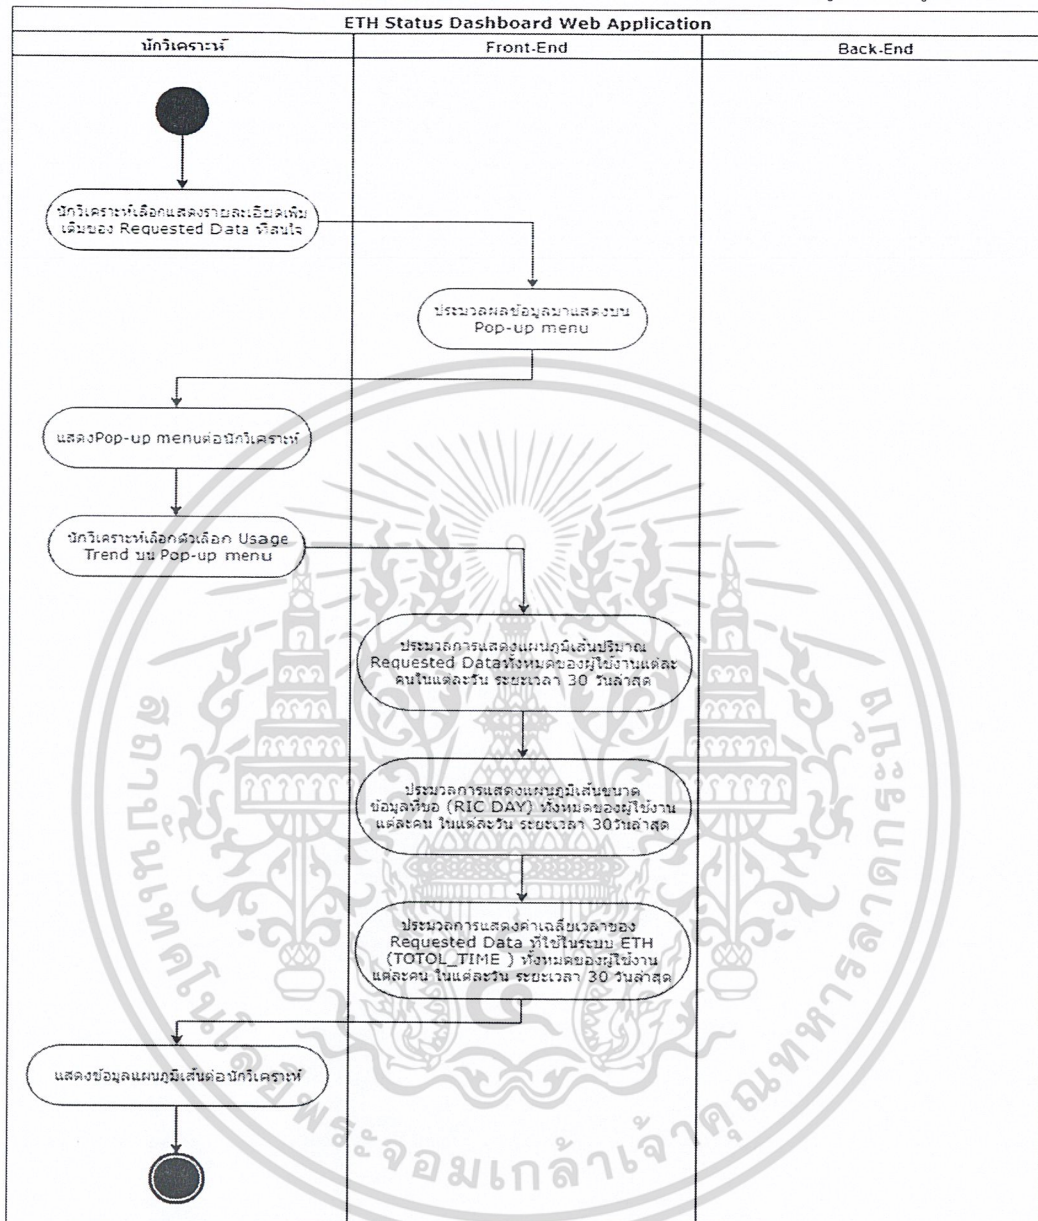 ETH Status Dashboard Web Application
นักวิเคราะห์
Front-End
Back-End
นักวิเคราะห์เลือกแสดงรายละเอียดเพิ่ม
เติมของ Requested Data ที่สนใจ
ประมวลผลข้อมูลมาแสดงบน
Pop-up menu
แสดงPop-up menuต่อนักวิเคราะห์
นักวิเคราะห์เลือกตัวเลือก Usage
Trend บน Pop-up menu
ประมวลการแสดงแผนภูมิเส้นปริมาณ
Requested Dataทั้งหมดของผู้ใช้งานแต่ละ
คนในแต่ละวัน ระยะเวลา 30 วันล่าสุด
ประมวลการแสดงแผนภูมิเส้นขนาด
ข้อมูลที่ขอ (RIC DAY) ทั้งหมดของผู้ใช้งาน
แต่ละคน ในแต่ละวัน ระยะเวลา 30วันล่าสุด
ประมวลการแสดงค่าเฉลี่ยเวลาของ
Requested Data ที่ใช้ในระบบ ETH
(TOTOL_TIME ) ทั้งหมดของผู้ใช้งาน
แต่ละคน ในแต่ละวัน ระยะเวลา 30 วันล่าสุด
แสดงข้อมูลแผนภูมิเส้นต่อนักวิเคราะห์
สถาบันเทคโนโลยีพระจอมเกล้าเจ้าคุณทหารลาดกระบัง